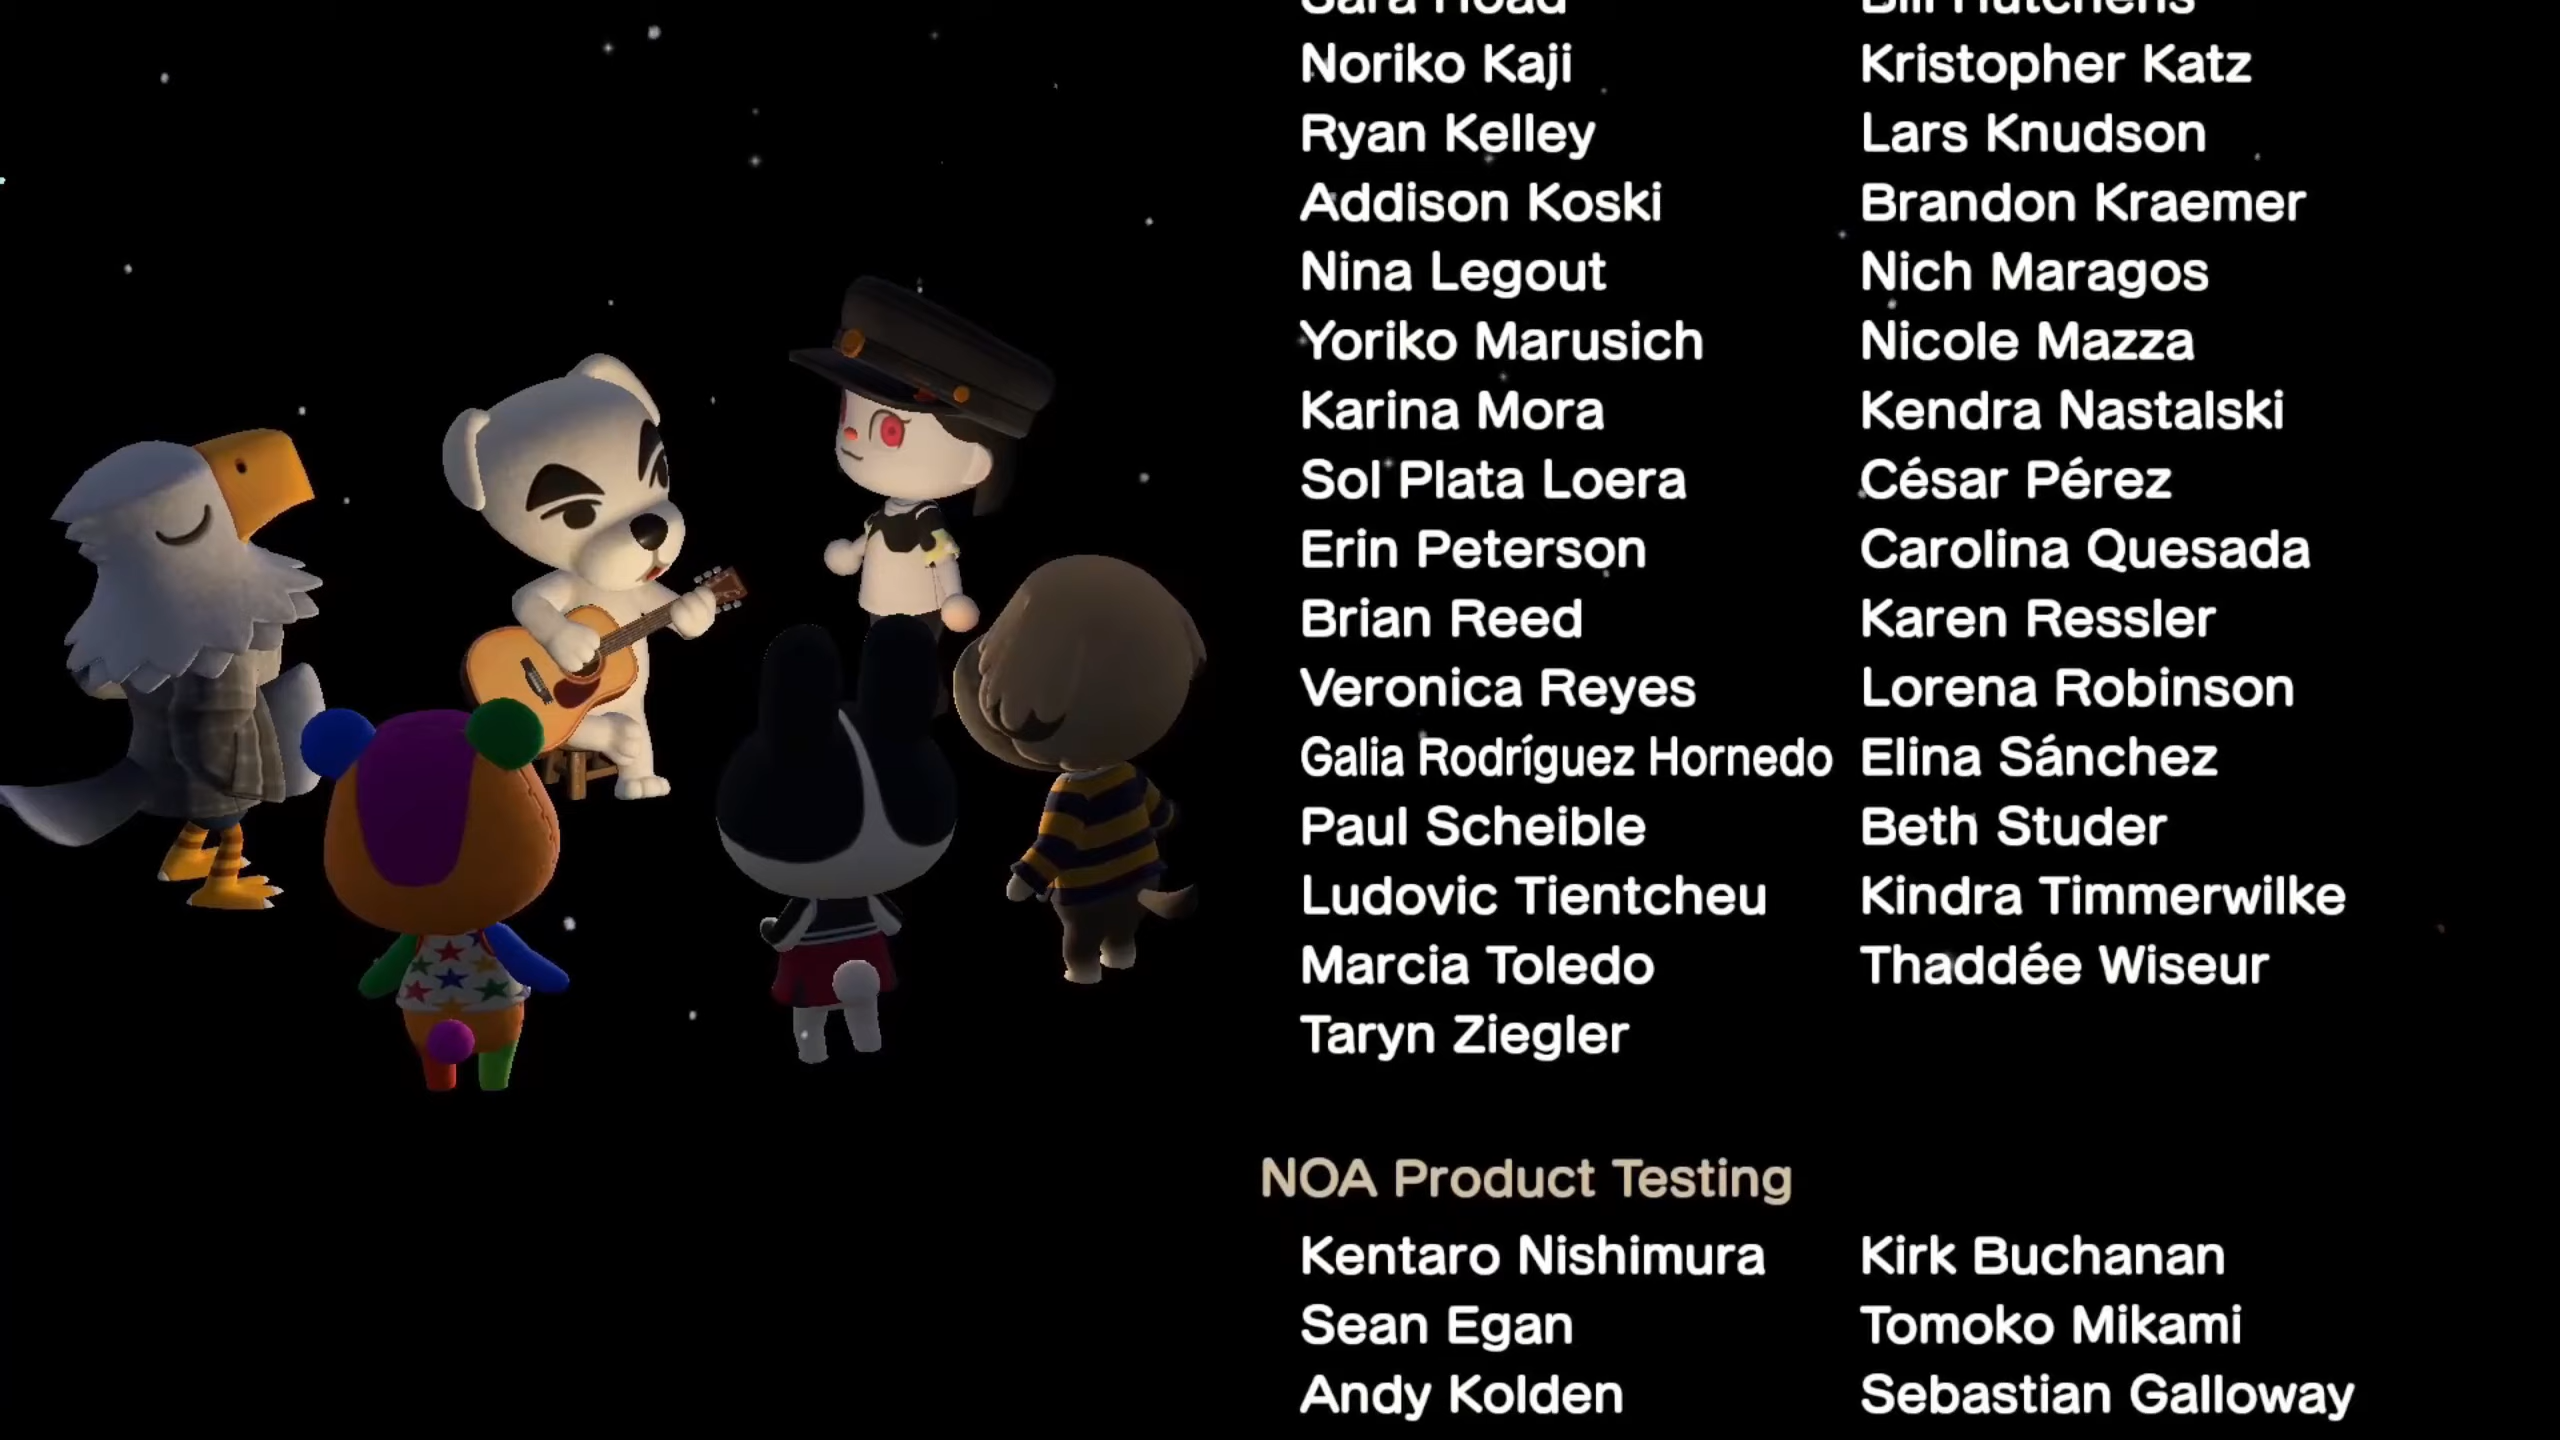 Noriko Kaji
Ryan Kelley
Addison Koski
Nina Legout
Yoriko Marusich
Karina Mora
Sol Plata Loera
Erin Peterson
Brian Reed
Veronica Reyes
Galia Rodríguez Hornedo
Paul Scheible
Ludovic Tientcheu
Marcia Toledo
Taryn Ziegler
Bill Hutchens
Kristopher Katz
Lars Knudson
Brandon Kraemer
Nich Maragos
Nicole Mazza
Kendra Nastalski
César Pérez
Carolina Quesada
Karen Ressler
Lorena Robinson
Elina Sánchez
Beth Studer
Kindra Timmerwilke
Thaddée Wiseur
NOA Product Testing
Kentaro Nishimura
Sean Egan
Andy Kolden
Kirk Buchanan
Tomoko Mikami
Sebastian Galloway